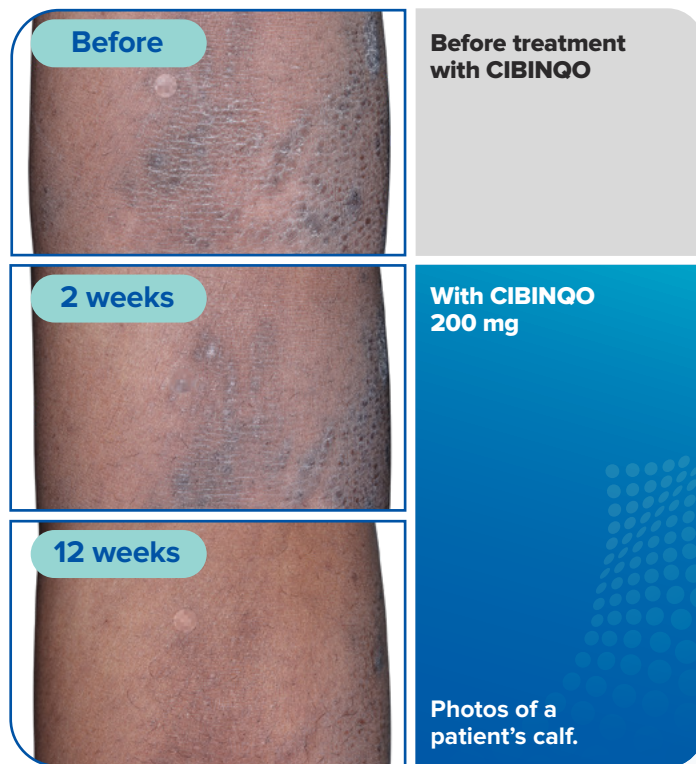 Before
Before treatment
with CIBINQO
2 weeks
With CIBINQO
200 mg
12 weeks
Photos of a
patient's calf.